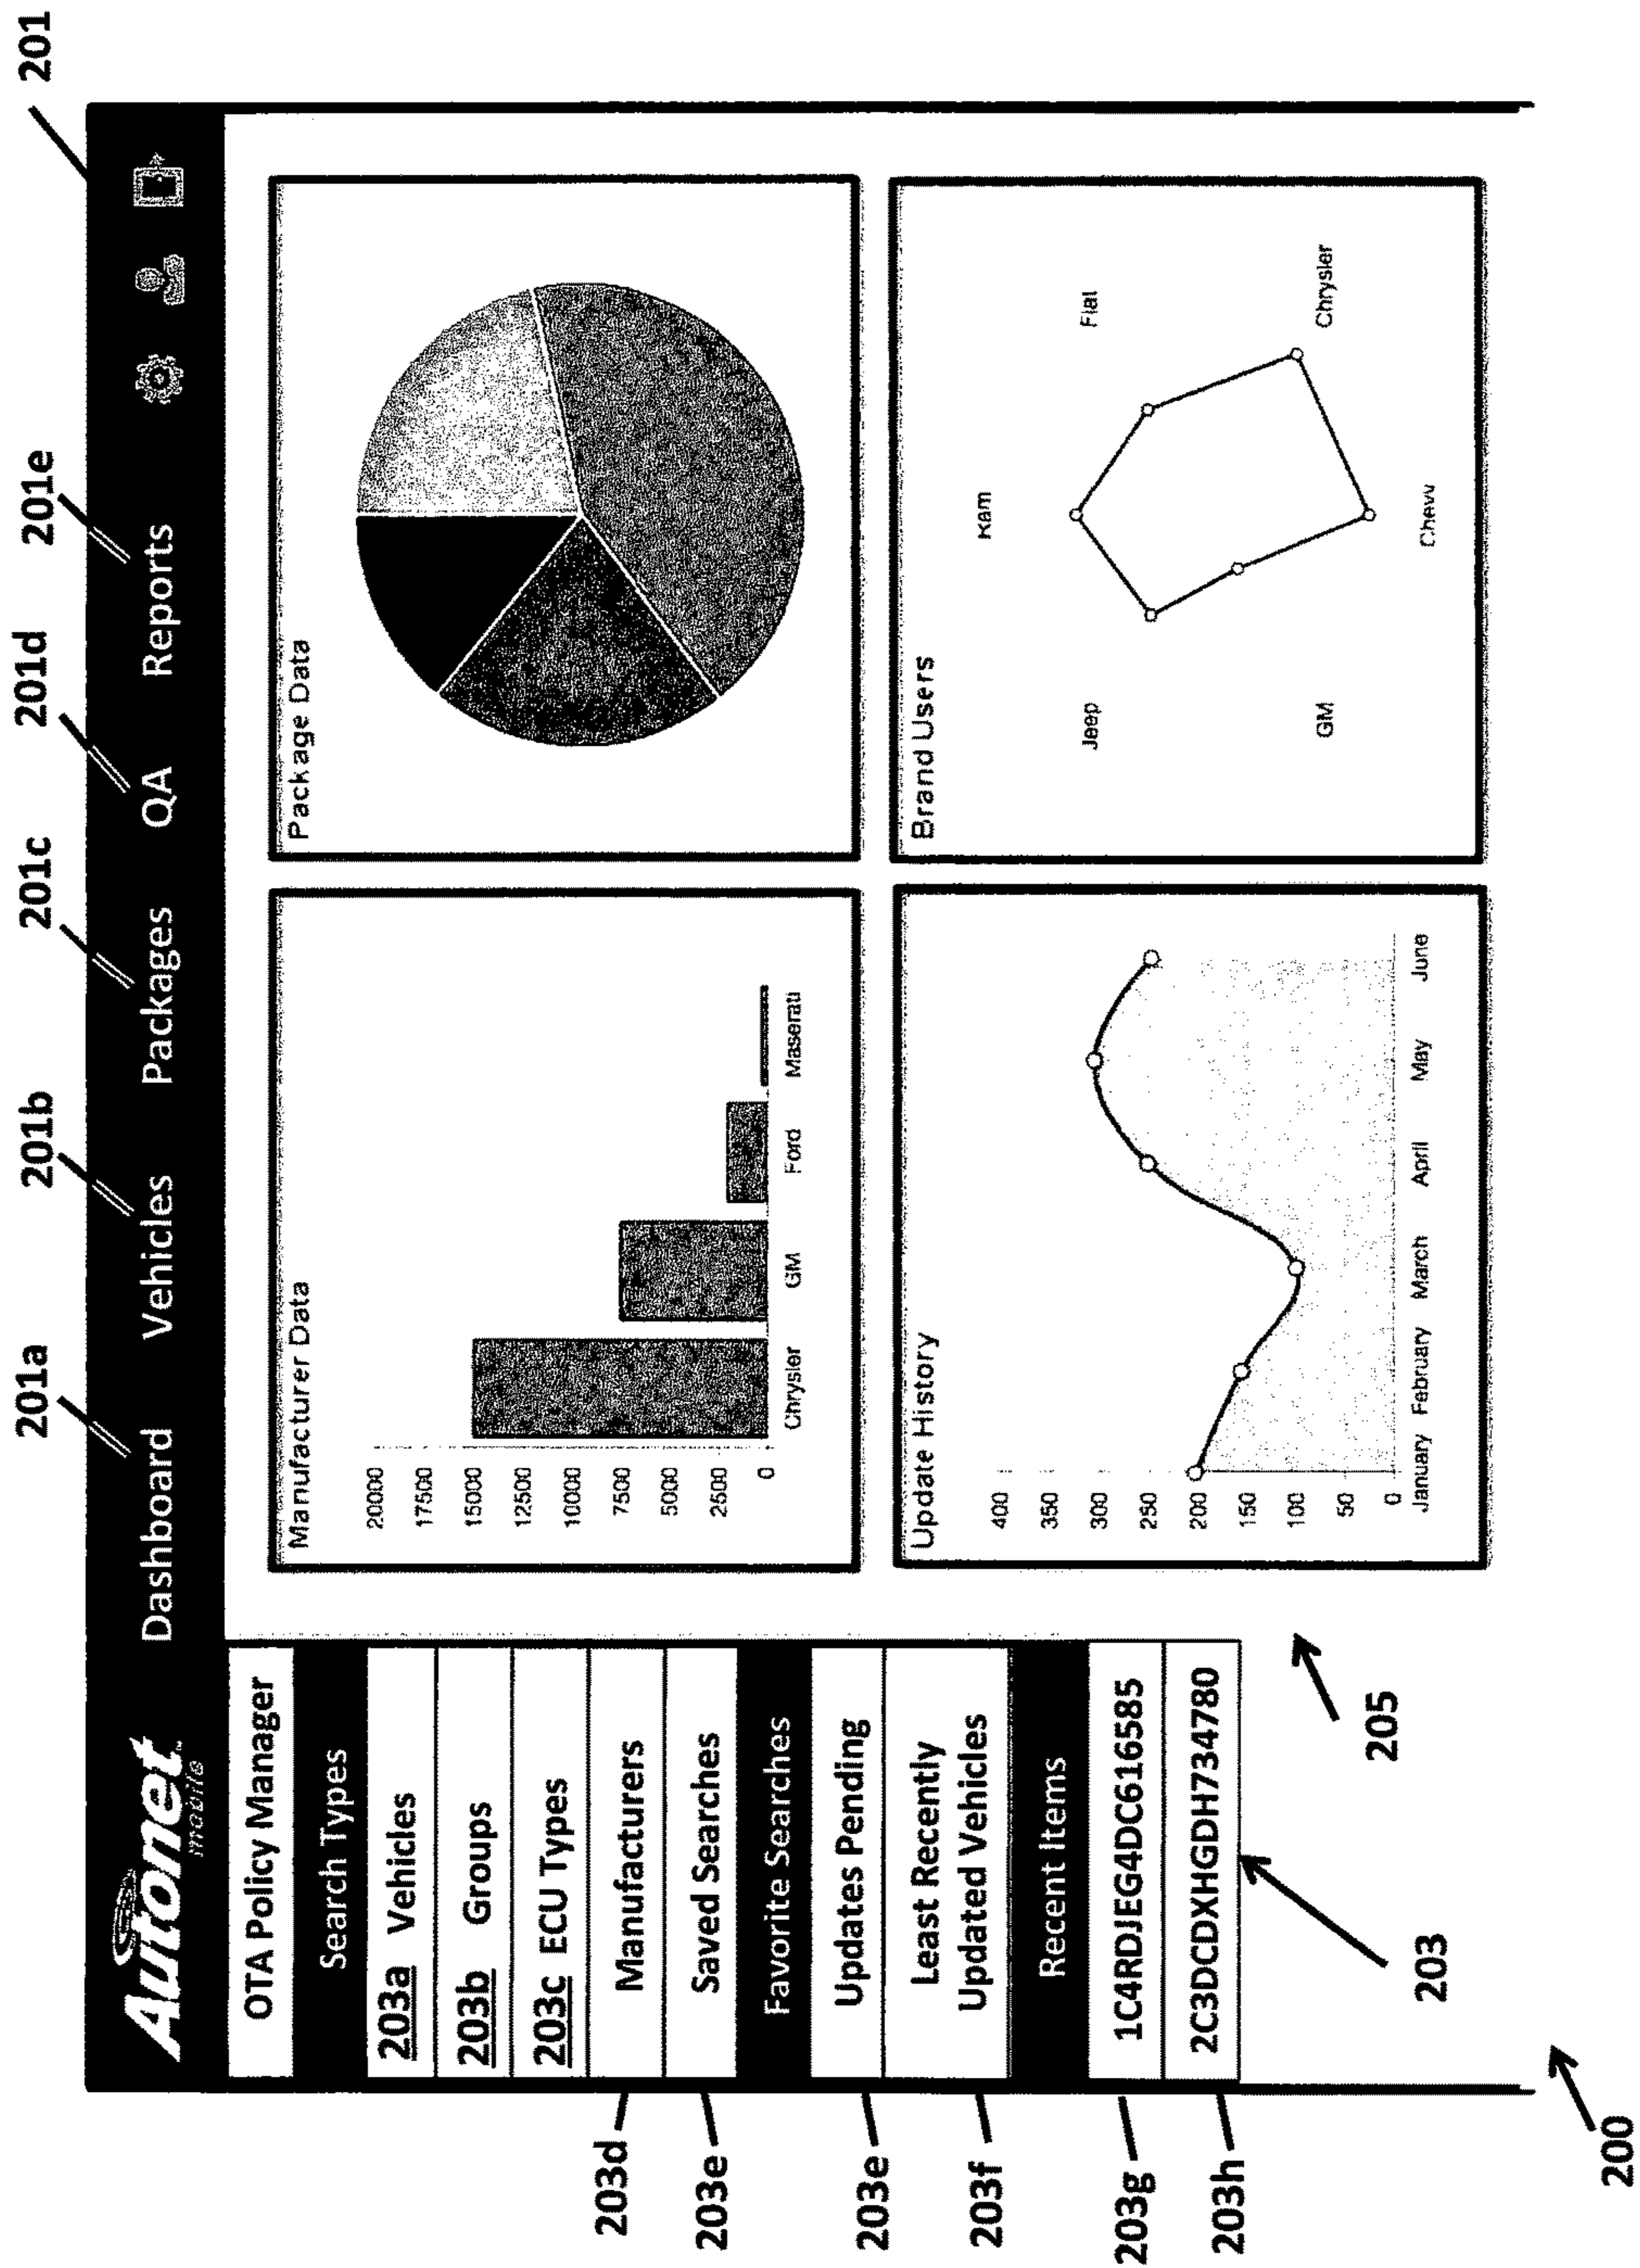 201
201a
201b
201c
201d
201e
Autonet
mobile
Dashboard
Vehicles
Packages
QA
Reports
OTA Policy Manager
Search Types
203a Vehicles
203b Groups
203c ECU Types
203d
Manufacturers
203e
Saved Searches
Favorite Searches
203e
Updates Pending
203f
Least Recently
Updated Vehicles
Recent Items
203g
1C4RDJEG4DC616585
203h
2C3DCDXHGDH734780
203
205
200
Manufacturer Data
20000
17500
15000
12500
10000
7500
5000
2500
0
Chrysler
GM
Ford
Maserati
Package Data
Update History
400
350
300
250
200
150
100
50
0
January
February
March
April
May
June
Brand Users
Ram
Fiat
Chrysler
Chevy
GM
Jeep